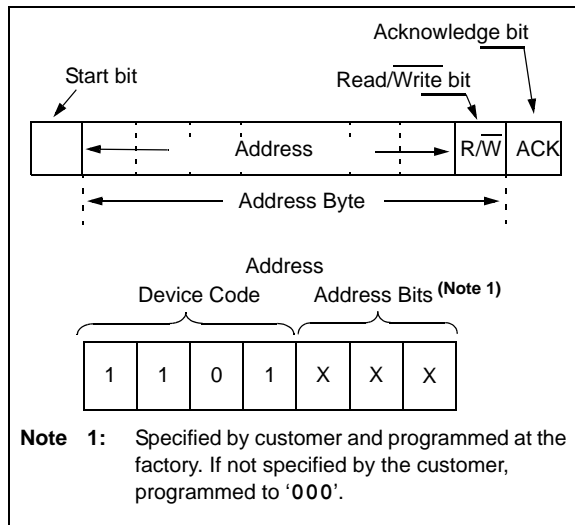 Acknowledge bit
Start bit
Read/Write bit
Address R/W ACK
Address Byte
Address
Device Code Address Bits (Note 1)
1 1 0 1 X X X
Note 1: Specified by customer and programmed at the
factory. If not specified by the customer,
programmed to ‘000’.